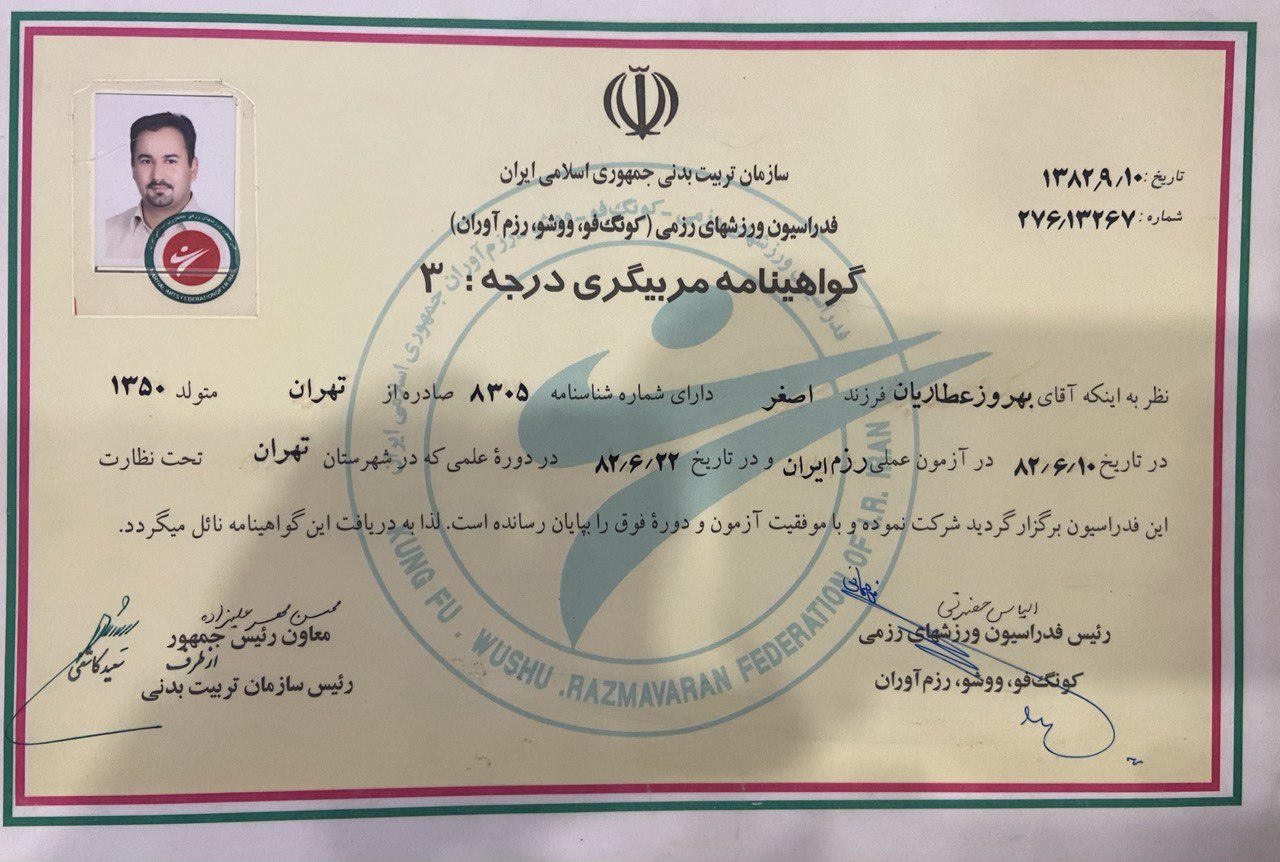 سازمان تربیت بدنی جمهوری اسلامی ایران
فدراسیون ورزشهای رزمی (کونگ‌فو، ووشو، رزم‌آوران)
گواهینامه مربیگری درجه : ۳
تاریخ : ۱۳۸۲٫۹٫۱۰
شماره : ۲۷۶٫۱۳۲۶۷
نظر به اینکه آقای بهروز عطاریان فرزند اصغر دارای شماره شناسنامه ۸۳۰۵ صادره از تهران متولد ۱۳۵۰
در تاریخ ۸۲٫۶٫۱۰ در آزمون عملی رزم ایران و در تاریخ ۸۲٫۶٫۲۲ در دورهٔ علمی که در شهرستان تهران تحت نظارت
این فدراسیون برگزار گردید شرکت نموده و با موفقیت آزمون و دورهٔ فوق را بپایان رسانده است. لذا به دریافت این گواهینامه نائل میگردد.
الیاس حضرتی
رئیس فدراسیون ورزشهای رزمی
کونگ‌فو، ووشو، رزم‌آوران
محسن مهرعلیزاده
معاون رئیس جمهور
از طرف
رئیس سازمان تربیت بدنی
KUNG FU . WUSHU .RAZMAVARAN FEDERATION OF I.R. IRAN